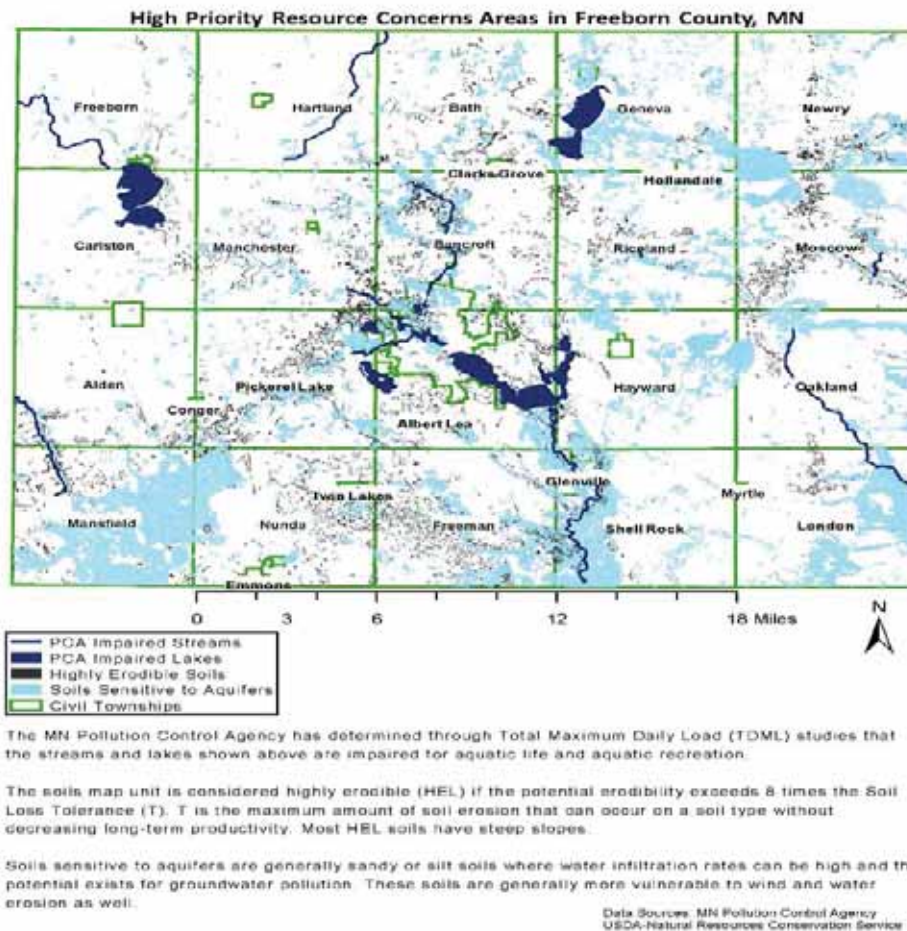 High Priority Resource Concerns Areas in Freeborn County, MN
Freeborn
Hartland
Bath
Geneva
Newry
Clarks Grove
Hollandale
Carlston
Manchester
Bancroft
Riceland
Moscow
Alden
Pickerel Lake
Hayward
Oakland
Conger
Albert Lea
Glenville
Myrtle
Twin Lakes
Mansfield
Nunda
Freeman
Shell Rock
London
Emmons
0 3 6 12 18 Miles
N
PCA Impaired Streams
PCA Impaired Lakes
Highly Erodible Soils
Soils Sensitive to Aquifers
Civil Townships
The MN Pollution Control Agency has determined through Total Maximum Daily Load (TDML) studies that
the streams and lakes shown above are impaired for aquatic life and aquatic recreation.
The soils map unit is considered highly erodible (HEL) if the potential erodibility exceeds 8 times the Soil
Loss Tolerance (T). T is the maximum amount of soil erosion that can occur on a soil type without
decreasing long-term productivity. Most HEL soils have steep slopes.
Soils sensitive to aquifers are generally sandy or silt soils where water infiltration rates can be high and th
potential exists for groundwater pollution. These soils are generally more vulnerable to wind and water
erosion as well.
Data Sources: MN Pollution Control Agency
USDA-Natural Resources Conservation Service